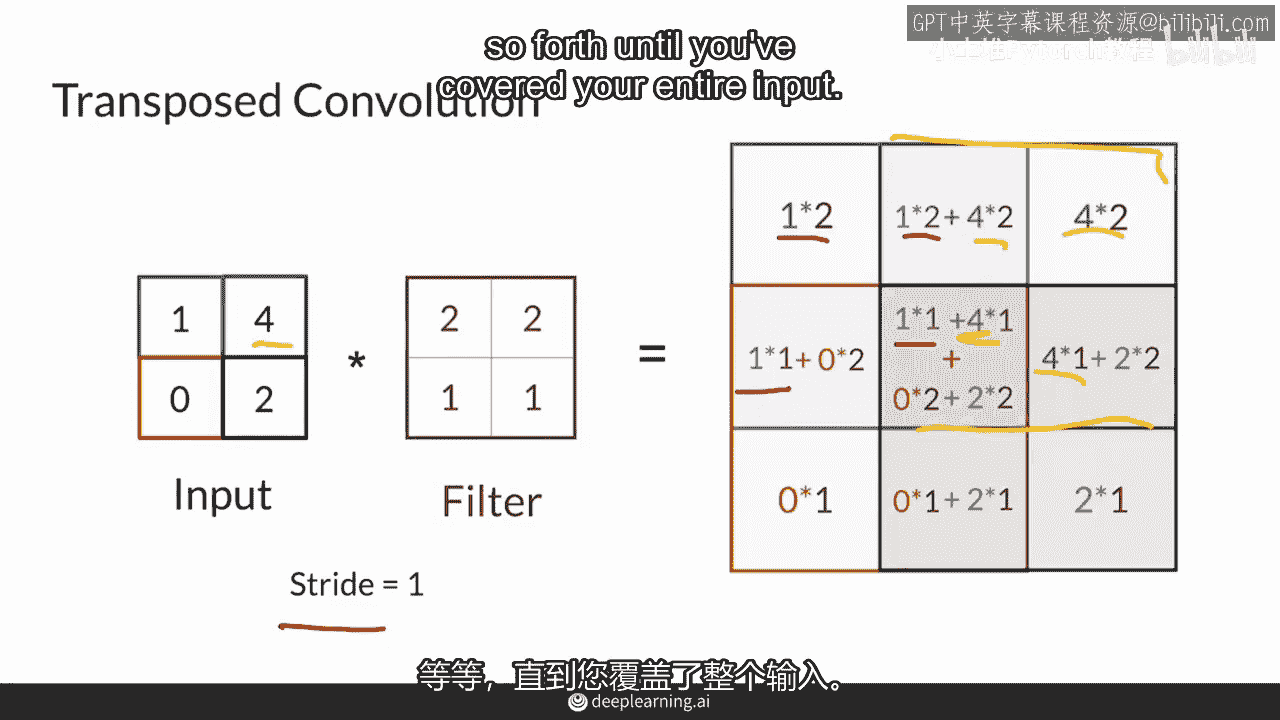 GPT中英字幕课程资源@bilibili.com
so forth until you've
covered your entire input.
Transposed Convolution
1*2 1*2+ 4*2 4*2
1 4 * 2 2 = 1*1+ 0*2 1*1 +4*1 4*1+ 2*2
+
0 2 1 1 0*2+ 2*2
Input Filter 0*1 0*1+ 2*1 2*1
Stride = 1
等等，直到您覆盖了整个输入。
deeplearning.ai